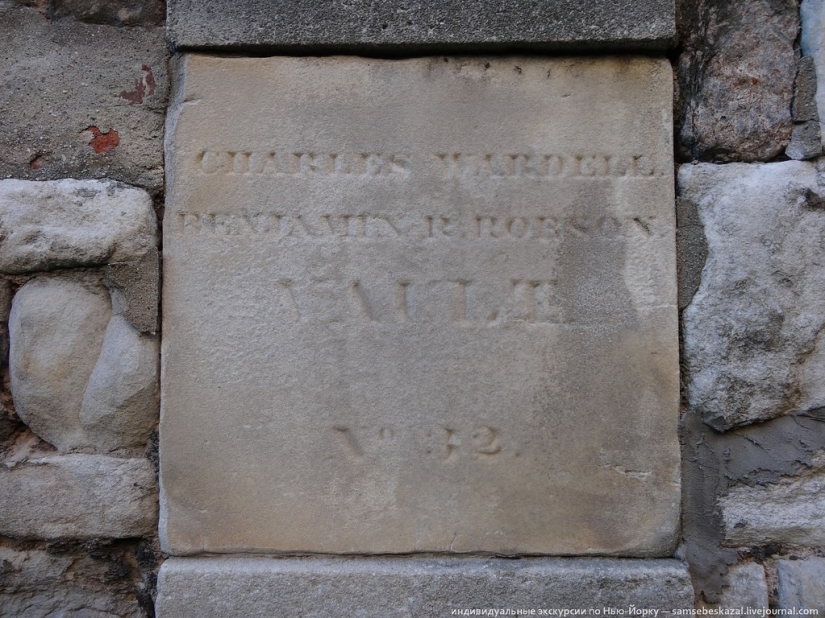 CHARLES WARDELL.
BENJAMIN R. ROBSON.
VAULT
No 32.
индивидуальные экскурсии по Нью-Йорку — samsebeskazal.livejournal.com